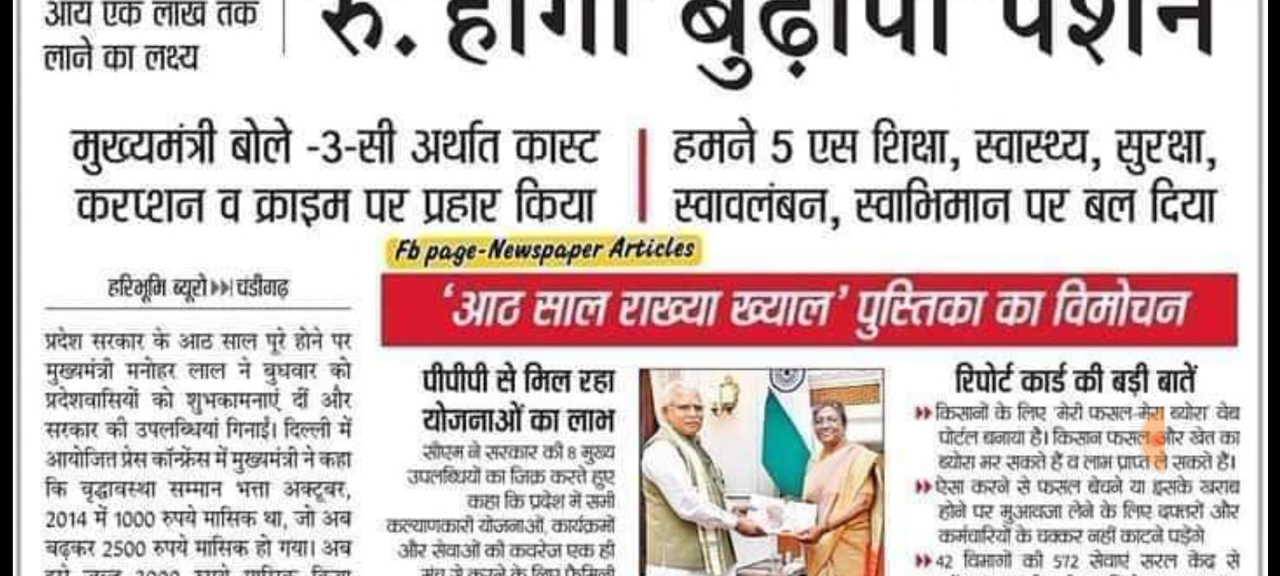 आय एक लाख तक
लाने का लक्ष्य
रु. होगी बुढ़ापा पेंशन
मुख्यमंत्री बोले -3-सी अर्थात कास्ट
करप्शन व क्राइम पर प्रहार किया
हमने 5 एस शिक्षा, स्वास्थ्य, सुरक्षा,
स्वावलंबन, स्वाभिमान पर बल दिया
Fb page-Newspaper Articles
हरिभूमि ब्यूरो▸▸| चंडीगढ़
प्रदेश सरकार के आठ साल पूरे होने पर
मुख्यमंत्री मनोहर लाल ने बुधवार को
प्रदेशवासियों को शुभकामनाएं दीं और
सरकार की उपलब्धियां गिनाईं। दिल्ली में
आयोजित प्रेस कॉन्फ्रेंस में मुख्यमंत्री ने कहा
कि वृद्धावस्था सम्मान भत्ता अक्टूबर,
2014 में 1000 रुपये मासिक था, जो अब
बढ़कर 2500 रुपये मासिक हो गया। अब
'आठ साल राख्या ख्याल' पुस्तिका का विमोचन
पीपीपी से मिल रहा
योजनाओं का लाभ
सीएम ने सरकार की 8 मुख्य
उपलब्धियों का जिक्र करते हुए
कहा कि प्रदेश में सभी
कल्याणकारी योजनाओं, कार्यक्रमों
और सेवाओं की कवरेज एक ही
रिपोर्ट कार्ड की बड़ी बातें
▸▸किसानों के लिए 'मेरी फसल-मेरा ब्योरा' वेब
पोर्टल बनाया है। किसान फसल और खेत का
ब्योरा भर सकते हैं व लाभ प्राप्त ले सकते हैं।
▸▸ऐसा करने से फसल बेचने या इसके खराब
होने पर मुआवजा लेने के लिए दफ्तरों और
कर्मचारियों के चक्कर नहीं काटने पड़ेंगे
▸▸42 विभागों की 572 सेवाएं सरल केंद्र से